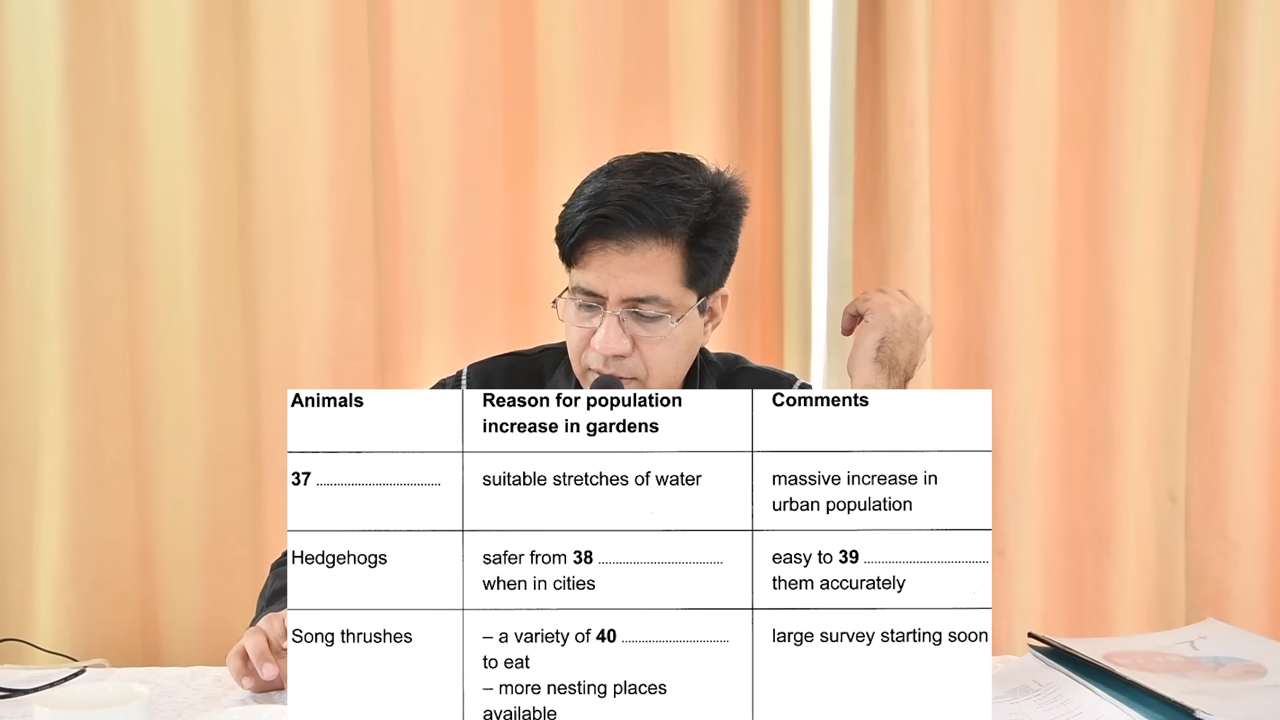 Animals
Reason for population
increase in gardens
Comments
37 ....................................
suitable stretches of water
massive increase in
urban population
Hedgehogs
safer from 38 ....................................
when in cities
easy to 39 ....................................
them accurately
Song thrushes
– a variety of 40 ...............................
to eat
– more nesting places
available
large survey starting soon